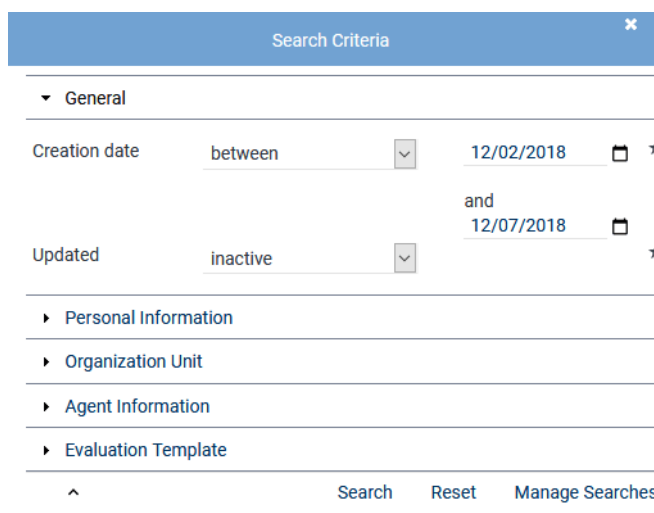 Search Criteria
General
Creation date between 12/02/2018
and
12/07/2018
Updated inactive
Personal Information
Organization Unit
Agent Information
Evaluation Template
Search Reset Manage Searches